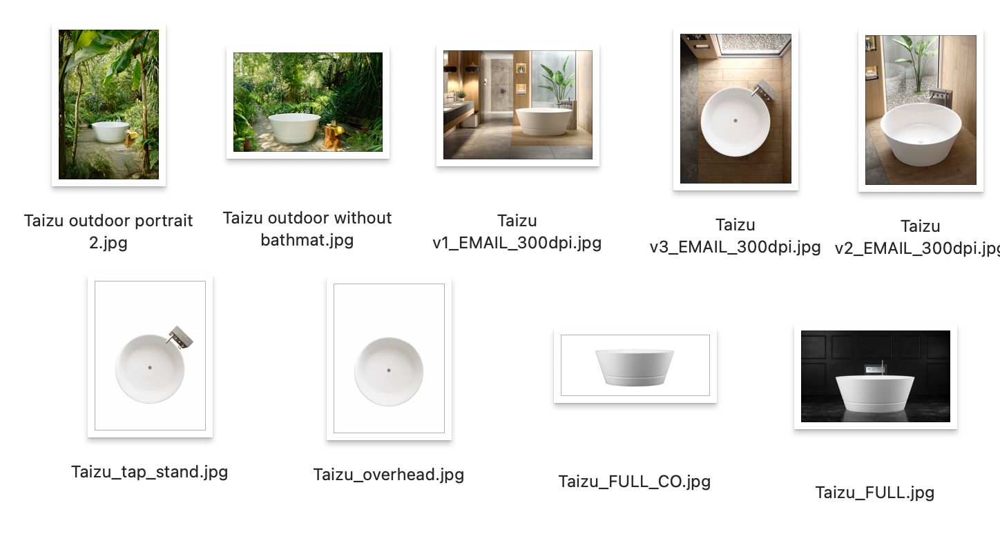 Taizu outdoor portrait
2.jpg
Taizu outdoor without
bathmat.jpg
Taizu
v1_EMAIL_300dpi.jpg
Taizu
v3_EMAIL_300dpi.jpg
Taizu
v2_EMAIL_300dpi.jpg
Taizu_tap_stand.jpg
Taizu_overhead.jpg
Taizu_FULL_CO.jpg
Taizu_FULL.jpg